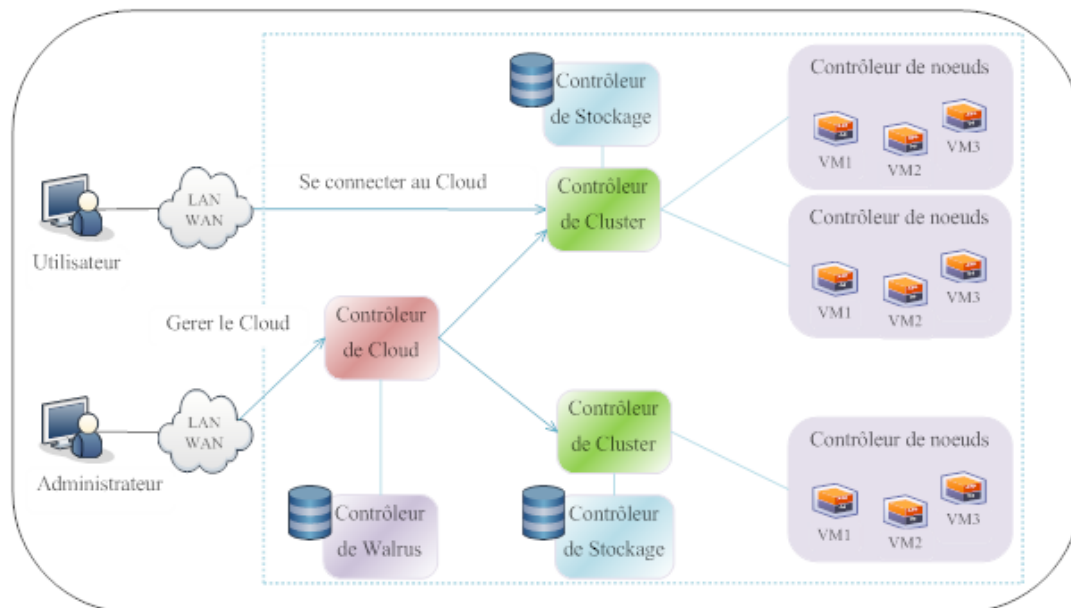 Contrôleur
de Stockage
Contrôleur de noeuds
VM1
VM2
VM3
Se connecter au Cloud
LAN
WAN
Utilisateur
Contrôleur
de Cluster
Contrôleur de noeuds
VM1
VM2
VM3
Gerer le Cloud
Contrôleur
de Cloud
LAN
WAN
Administrateur
Contrôleur
de Cluster
Contrôleur de noeuds
VM1
VM2
VM3
Contrôleur
de Walrus
Contrôleur
de Stockage